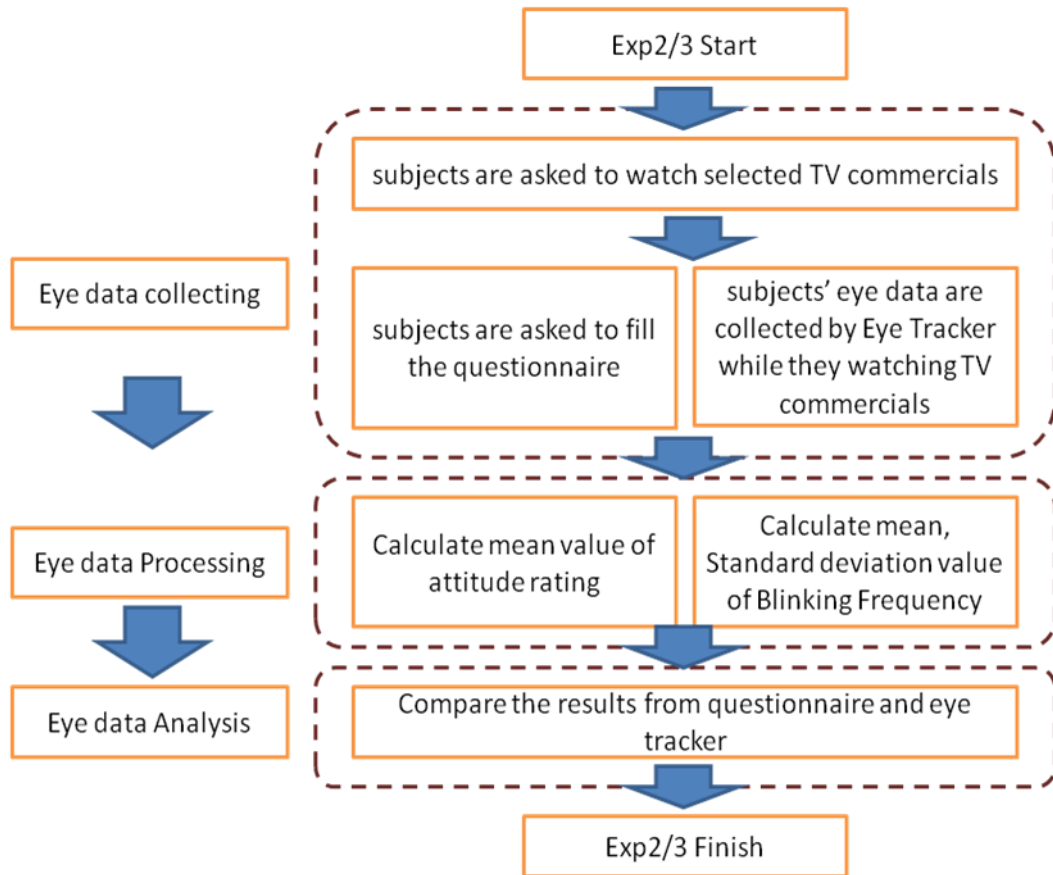 Exp2/3 Start
subjects are asked to watch selected TV commercials
Eye data collecting
subjects are asked to fill
the questionnaire
subjects’ eye data are
collected by Eye Tracker
while they watching TV
commercials
Eye data Processing
Calculate mean value of
attitude rating
Calculate mean,
Standard deviation value
of Blinking Frequency
Eye data Analysis
Compare the results from questionnaire and eye
tracker
Exp2/3 Finish